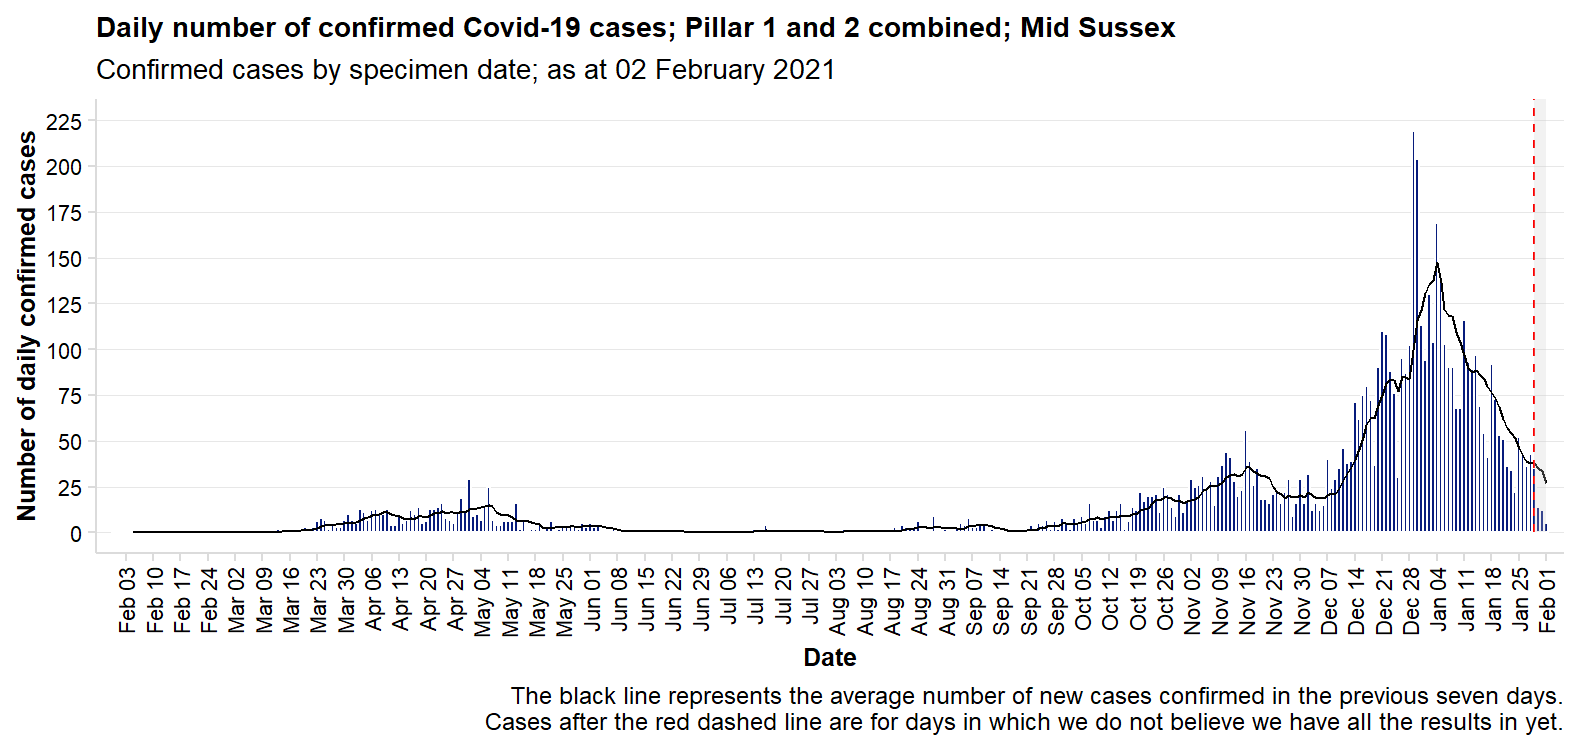 Daily number of confirmed Covid-19 cases; Pillar 1 and 2 combined; Mid Sussex
Confirmed cases by specimen date; as at 02 February 2021
Number of daily confirmed cases
225
200
175
150
125
100
75
50
25
0
Feb 03
Feb 10
Feb 17
Feb 24
Mar 02
Mar 09
Mar 16
Mar 23
Mar 30
Apr 06
Apr 13
Apr 20
Apr 27
May 04
May 11
May 18
May 25
Jun 01
Jun 08
Jun 15
Jun 22
Jun 29
Jul 06
Jul 13
Jul 20
Jul 27
Aug 03
Aug 10
Aug 17
Aug 24
Aug 31
Sep 07
Sep 14
Sep 21
Sep 28
Oct 05
Oct 12
Oct 19
Oct 26
Nov 02
Nov 09
Nov 16
Nov 23
Nov 30
Dec 07
Dec 14
Dec 21
Dec 28
Jan 04
Jan 11
Jan 18
Jan 25
Feb 01
Date
The black line represents the average number of new cases confirmed in the previous seven days.
Cases after the red dashed line are for days in which we do not believe we have all the results in yet.